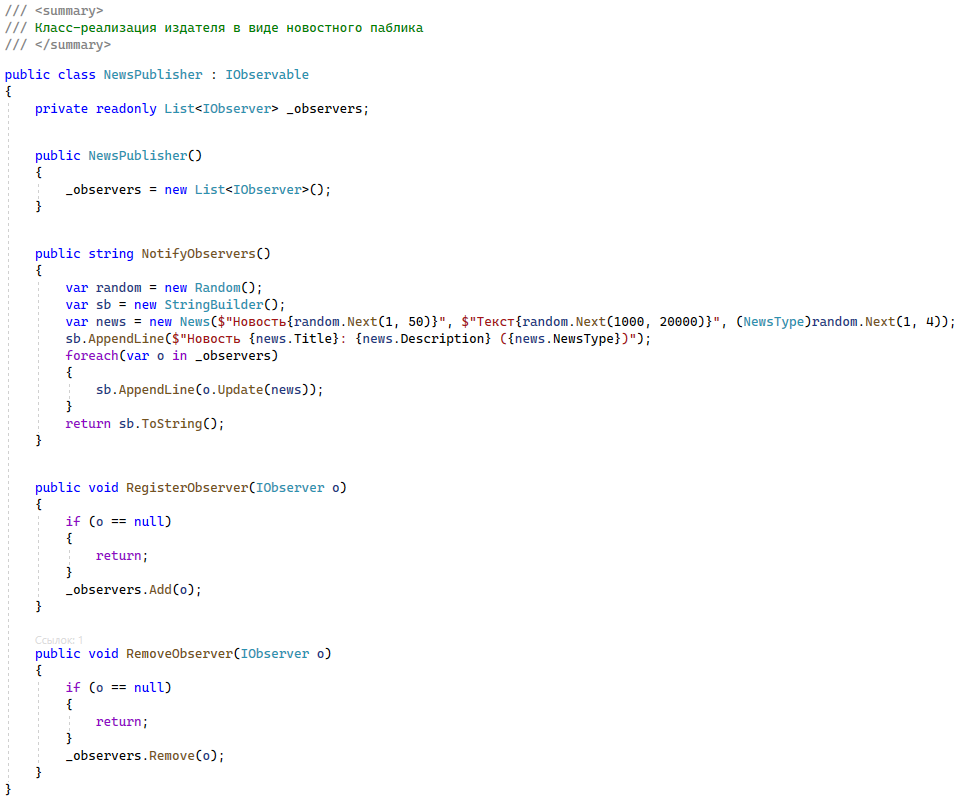 /// <summary>
/// Класс-реализация издателя в виде новостного паблика
/// </summary>
public class NewsPublisher : IObservable
{
    private readonly List<IObserver> _observers;
    public NewsPublisher()
    {
        _observers = new List<IObserver>();
    }
    public string NotifyObservers()
    {
        var random = new Random();
        var sb = new StringBuilder();
        var news = new News($"Новость{random.Next(1, 50)}", $"Текст{random.Next(1000, 20000)}", (NewsType)random.Next(1, 4));
        sb.AppendLine($"Новость {news.Title}: {news.Description} ({news.NewsType})");
        foreach(var o in _observers)
        {
            sb.AppendLine(o.Update(news));
        }
        return sb.ToString();
    }
    public void RegisterObserver(IObserver o)
    {
        if (o == null)
        {
            return;
        }
        _observers.Add(o);
    }
    Ссылок: 1
    public void RemoveObserver(IObserver o)
    {
        if (o == null)
        {
            return;
        }
        _observers.Remove(o);
    }
}